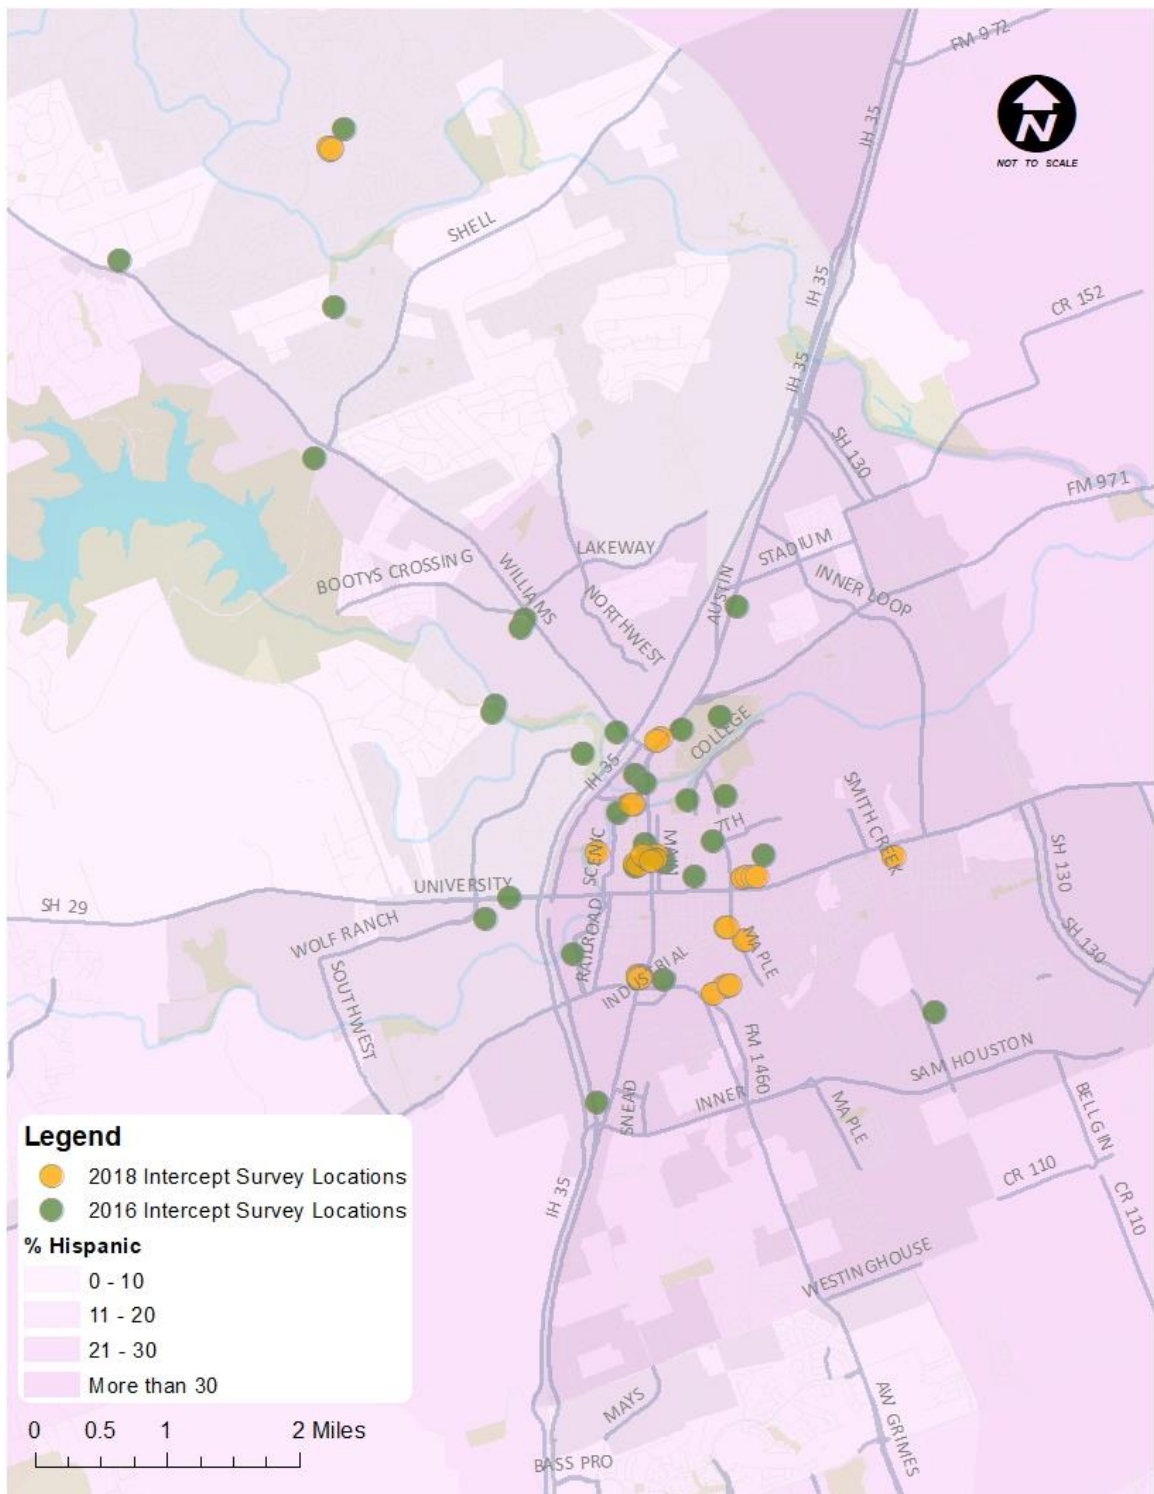 FM 972
N
NOT TO SCALE
IH 35
SHELL
IH 35
CR 152
IH 35
SH 130
FM 971
STADIUM
LAKEWAY
BOOTYS CROSSING
WILLIAMS
INNER LOOP
AUSTIN
NORTHWEST
COLLEGE
IH 35
SMITH CREEK
7TH
MAIN
SCENIC
SH 130
UNIVERSITY
SH 29
WOLF RANCH
RAILROAD
MAPLE
SH 130
INDUSTRIAL
SOUTHWEST
FM 1460
SAM HOUSTON
SNEAD
INNER
MAPLE
BELL GIN
CR 110
CR 110
IH 35
WESTINGHOUSE
MAYS
AW GRIMES
BASS PRO
Legend
2018 Intercept Survey Locations
2016 Intercept Survey Locations
% Hispanic
0 - 10
11 - 20
21 - 30
More than 30
0 0.5 1 2 Miles